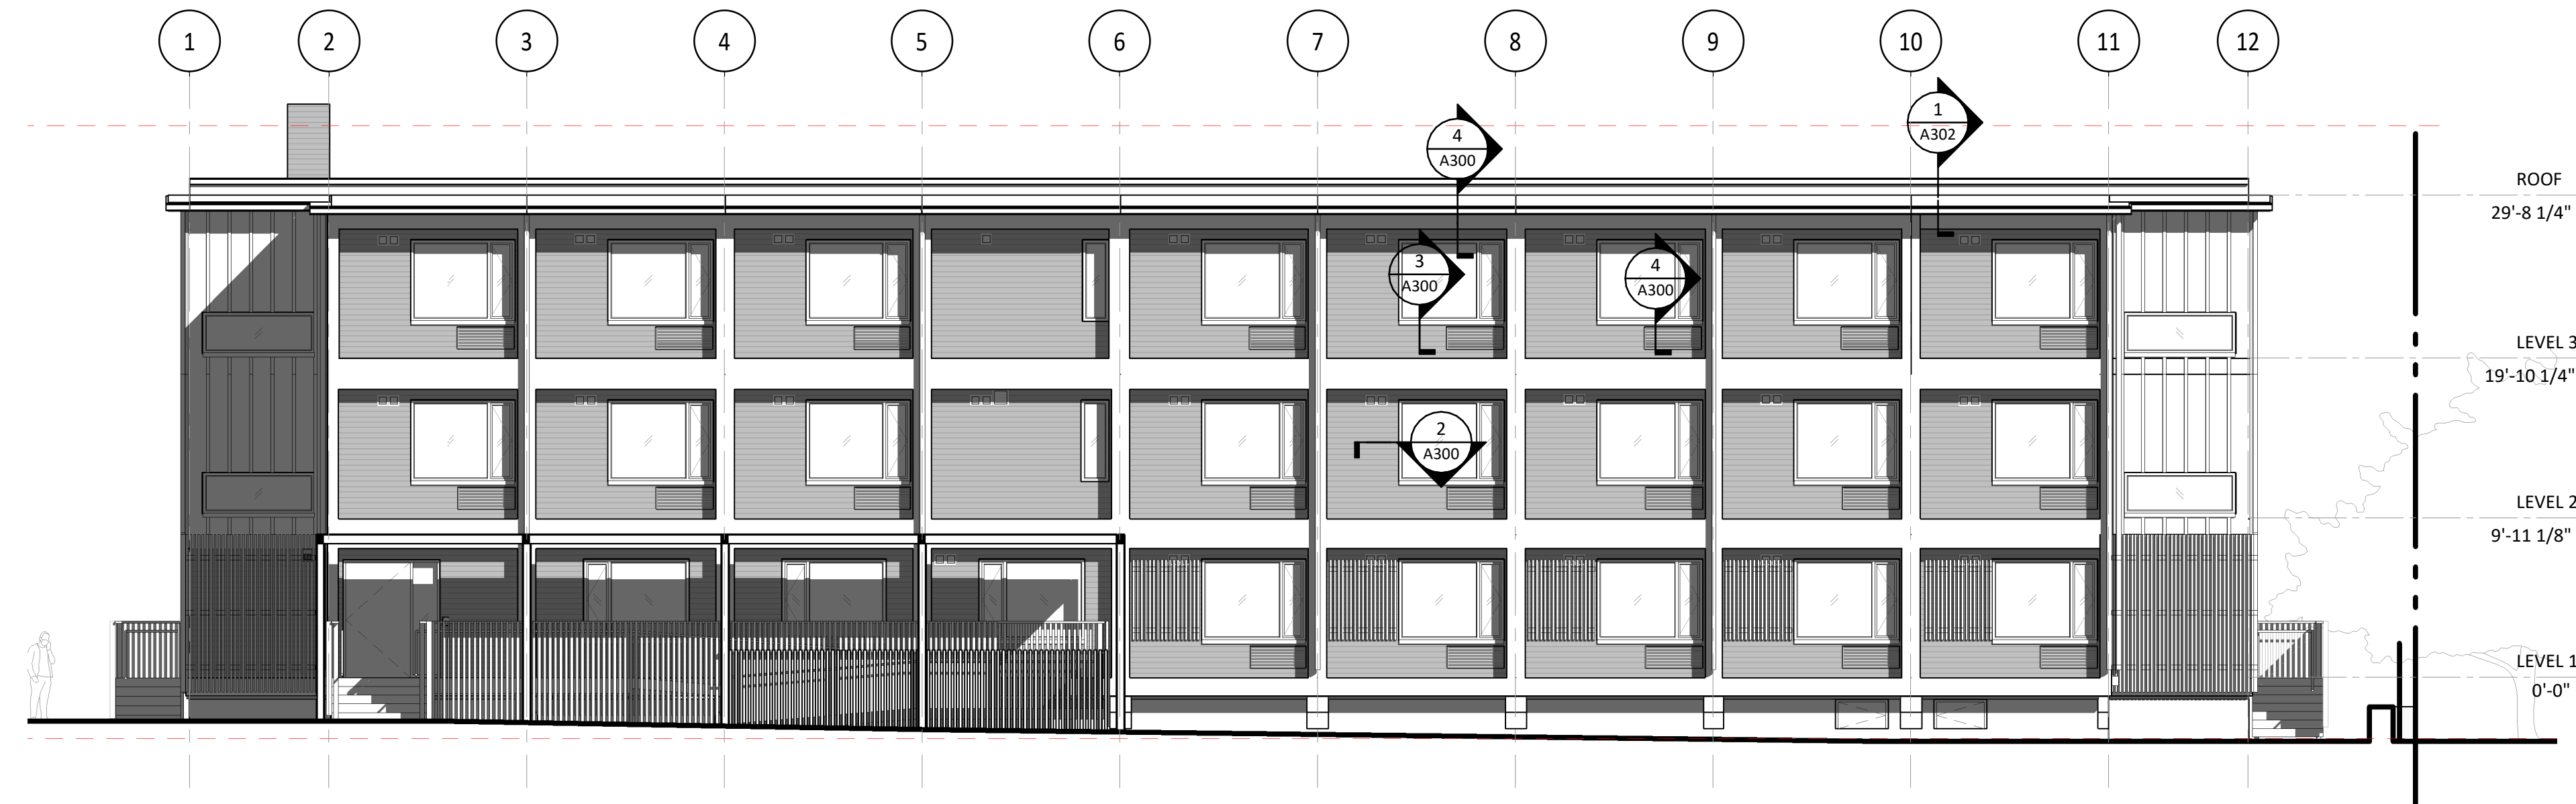 1 2 3 4 5 6 7 8 9 10 11 12
1
A302
4
A300
ROOF
29'-8 1/4"
3
A300
4
A300
LEVEL 3
19'-10 1/4"
2
A300
LEVEL 2
9'-11 1/8"
LEVEL 1
0'-0"